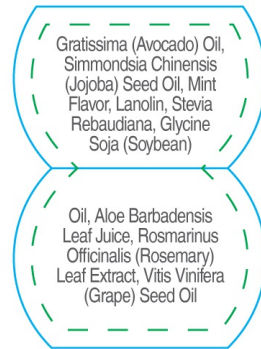 Gratissima (Avocado) Oil,
Simmondsia Chinensis
(Jojoba) Seed Oil, Mint
Flavor, Lanolin, Stevia
Rebaudiana, Glycine
Soja (Soybean)
Oil, Aloe Barbadensis
Leaf Juice, Rosmarinus
Officinalis (Rosemary)
Leaf Extract, Vitis Vinifera
(Grape) Seed Oil